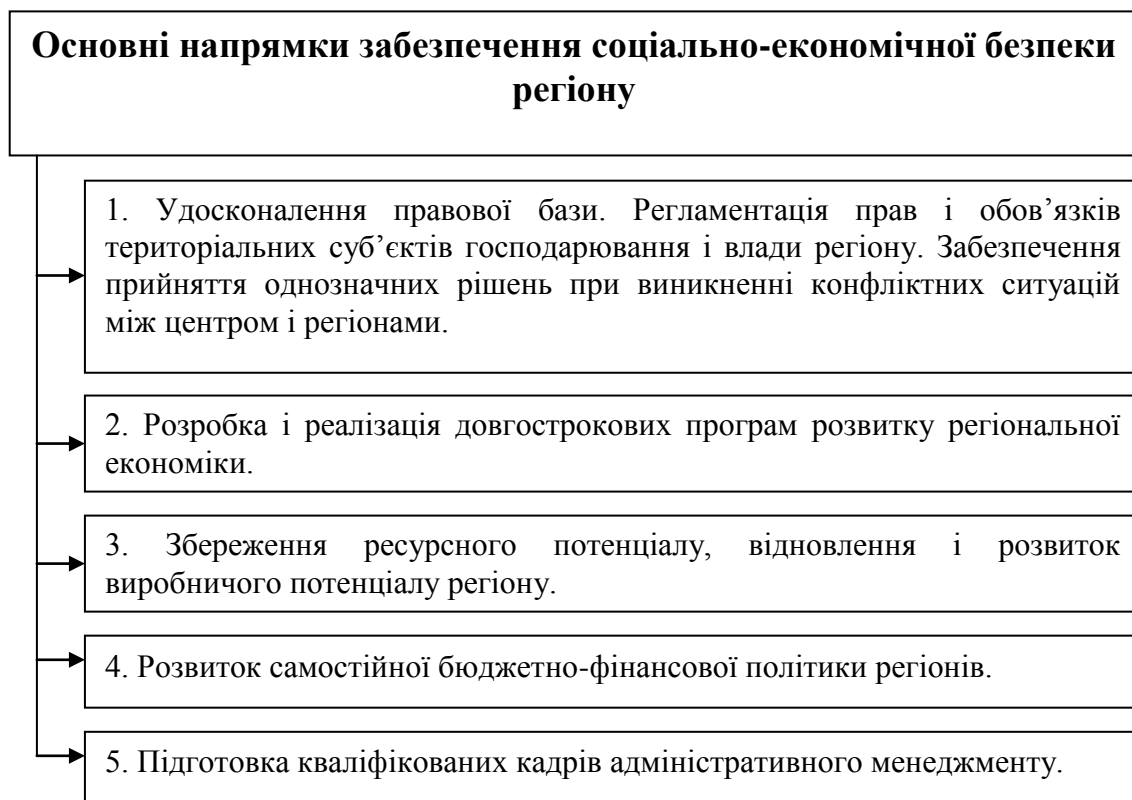 Основні напрямки забезпечення соціально-економічної безпеки
регіону
1. Удосконалення правової бази. Регламентація прав і обов’язків
територіальних суб’єктів господарювання і влади регіону. Забезпечення
прийняття однозначних рішень при виникненні конфліктних ситуацій
між центром і регіонами.
2. Розробка і реалізація довгострокових програм розвитку регіональної
економіки.
3. Збереження ресурсного потенціалу, відновлення і розвиток
виробничого потенціалу регіону.
4. Розвиток самостійної бюджетно-фінансової політики регіонів.
5. Підготовка кваліфікованих кадрів адміністративного менеджменту.